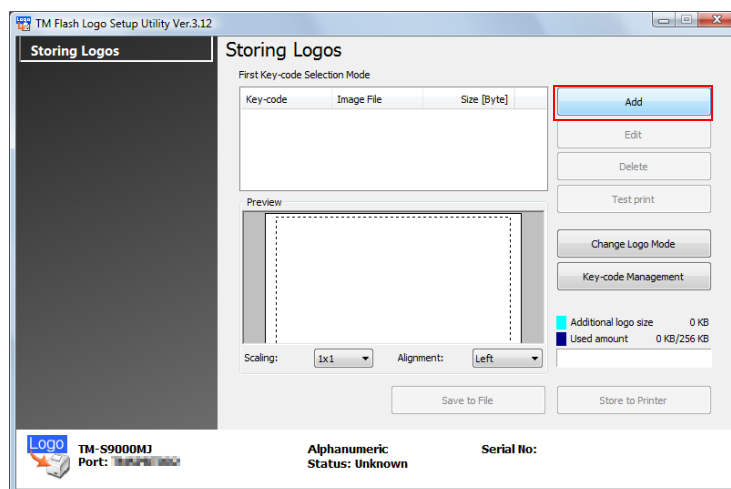 TM Flash Logo Setup Utility Ver.3.12
Storing Logos
Storing Logos
First Key-code Selection Mode
Key-code Image File Size [Byte]
Add
Edit
Delete
Test print
Preview
Change Logo Mode
Key-code Management
Additional logo size 0 KB
Used amount 0 KB/256 KB
Scaling: 1x1 Alignment: Left
Save to File Store to Printer
Logo
TM-S9000MJ Alphanumeric Serial No:
Port: Status: Unknown